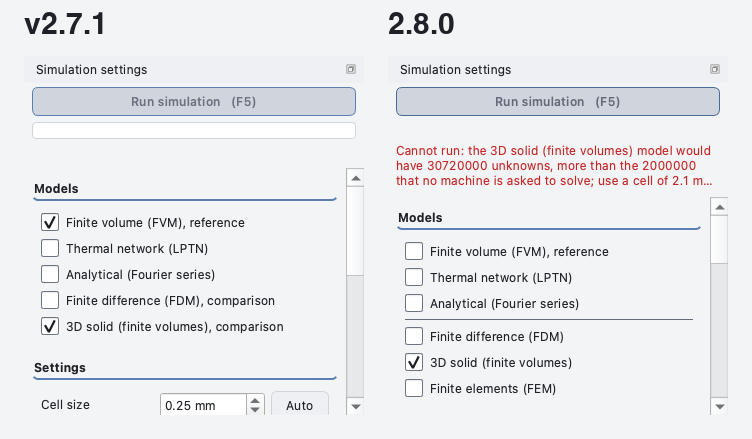 v2.7.1
Simulation settings
Run simulation (F5)
Models
Finite volume (FVM), reference
Thermal network (LPTN)
Analytical (Fourier series)
Finite difference (FDM), comparison
3D solid (finite volumes), comparison
Settings
Cell size
0.25 mm
Auto
2.8.0
Simulation settings
Run simulation (F5)
Cannot run: the 3D solid (finite volumes) model would
have 30720000 unknowns, more than the 2000000
that no machine is asked to solve; use a cell of 2.1 m...
Models
Finite volume (FVM), reference
Thermal network (LPTN)
Analytical (Fourier series)
Finite difference (FDM)
3D solid (finite volumes)
Finite elements (FEM)